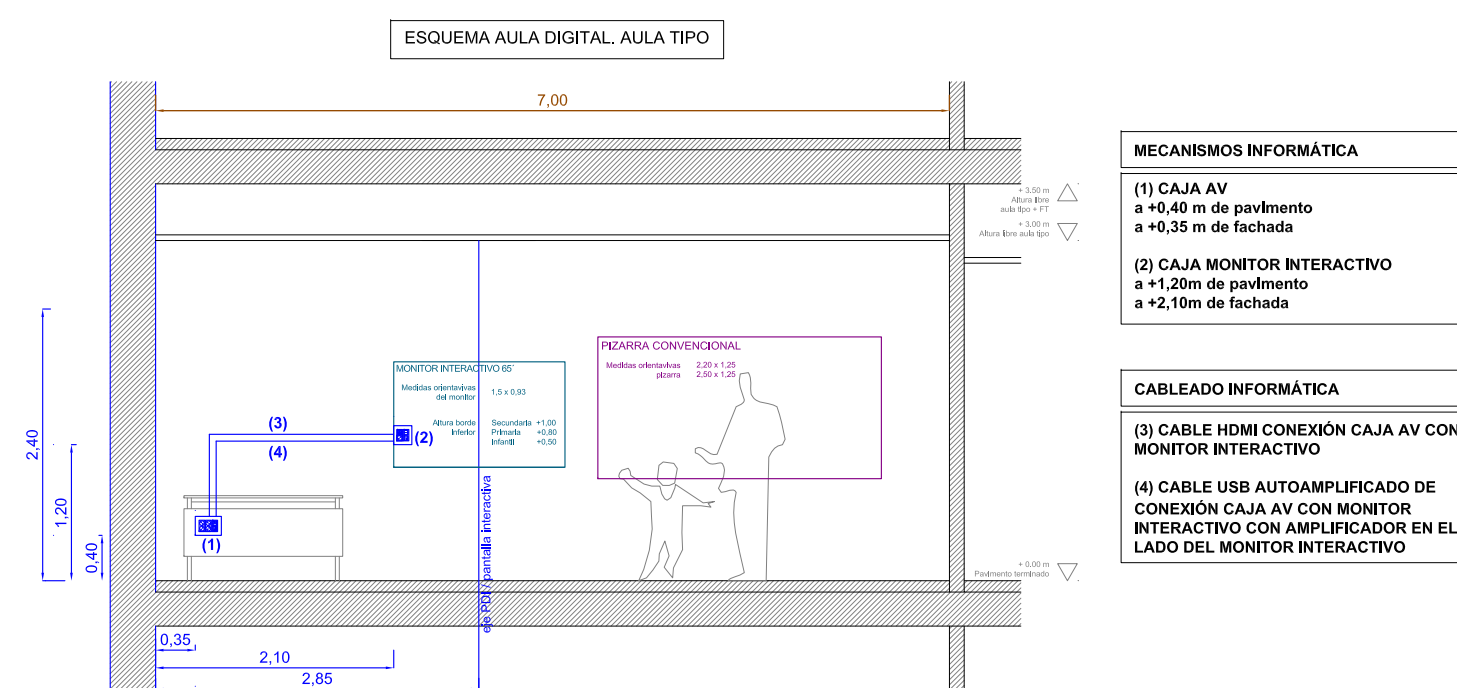 ESQUEMA AULA DIGITAL. AULA TIPO
7,00
MECANISMOS INFORMÁTICA
(1) CAJA AV
a +0,40 m de pavimento
a +0,35 m de fachada
(2) CAJA MONITOR INTERACTIVO
a +1,20m de pavimento
a +2,10m de fachada
+ 3.50 m
Altura libre
aula tipo + FT
+ 3.00 m
Altura libre aula tipo
PIZARRA CONVENCIONAL
Medidas orientavivas 2,20 x 1,25
pizarra 2,50 x 1,25
MONITOR INTERACTIVO 65´
Medidas orientavivas
del monitor
1,5 x 0,93
Altura borde
inferior
Secundaria +1,00
Primaria +0,80
Infantil +0,50
CABLEADO INFORMÁTICA
(3) CABLE HDMI CONEXIÓN CAJA AV CON
MONITOR INTERACTIVO
(4) CABLE USB AUTOAMPLIFICADO DE
CONEXIÓN CAJA AV CON MONITOR
INTERACTIVO CON AMPLIFICADOR EN EL
LADO DEL MONITOR INTERACTIVO
(3)
(2)
(4)
(1)
2,40
1,20
0,40
eje PDI / pantalla interactiva
+ 0.00 m
Pavimento terminado
0,35
2,10
2,85